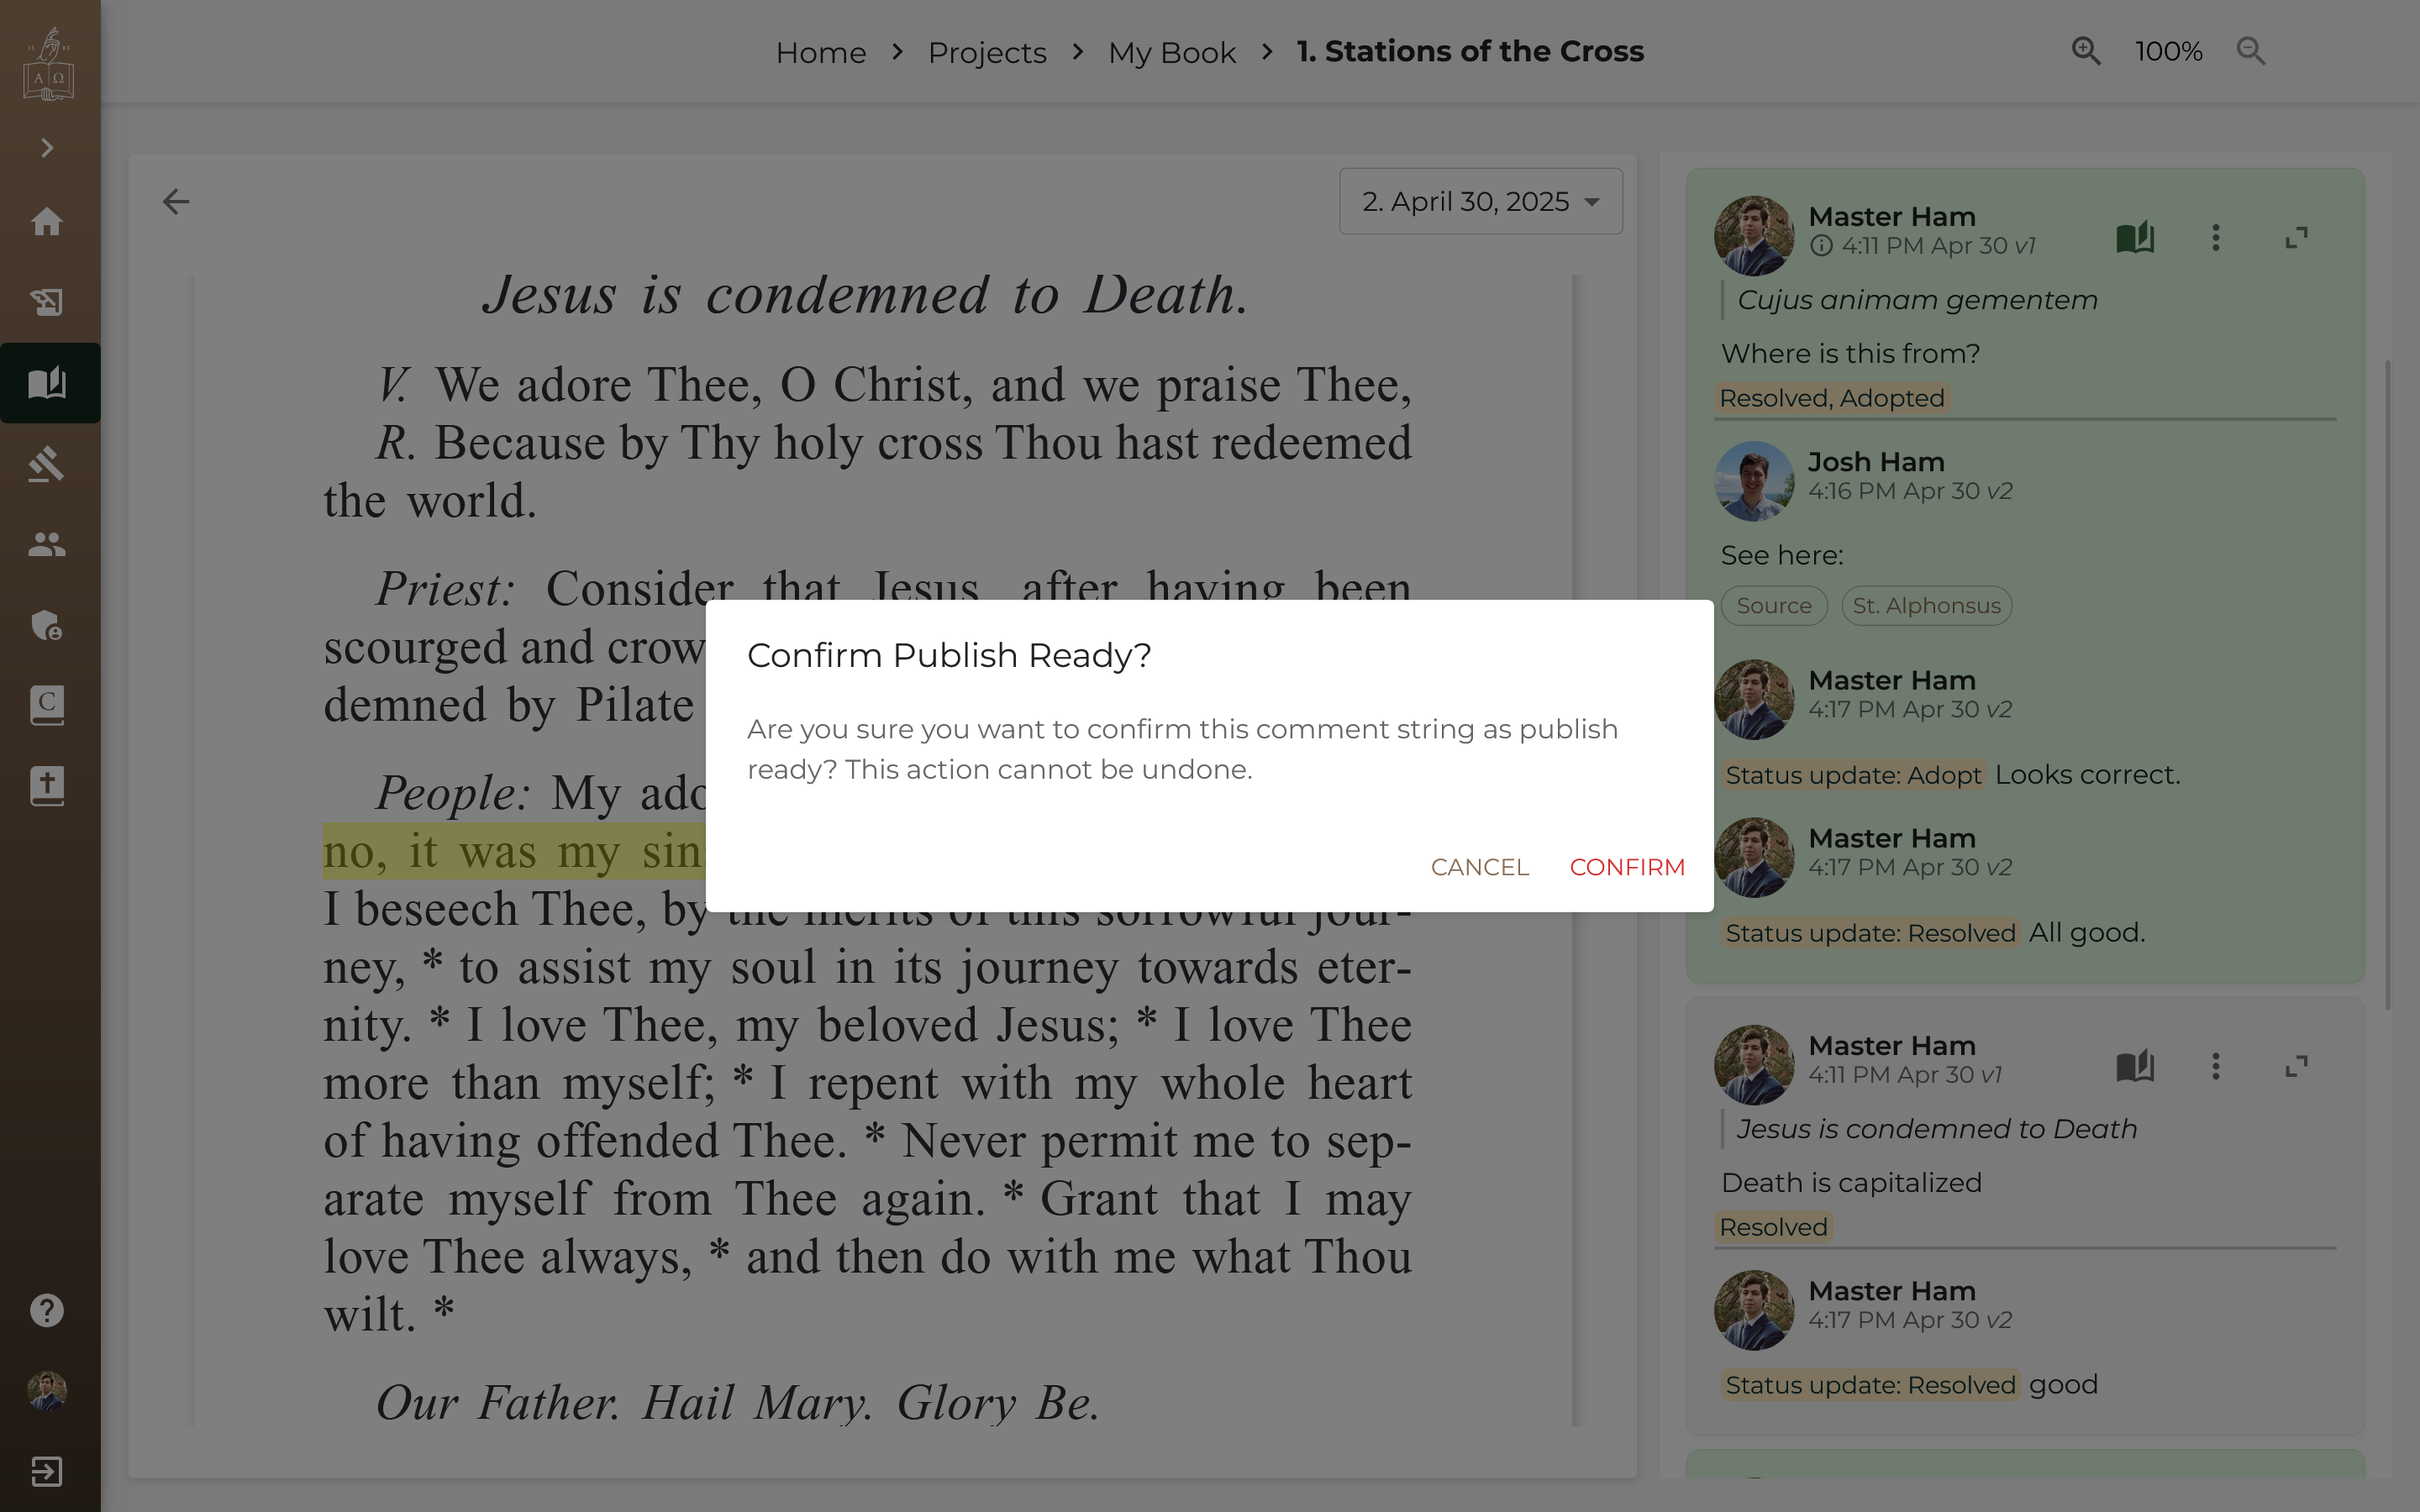 Home > Projects > My Book > 1. Stations of the Cross
100%
A Ω
C
2. April 30, 2025
Jesus is condemned to Death.
V. We adore Thee, O Christ, and we praise Thee,
R. Because by Thy holy cross Thou hast redeemed
the world.
Priest: Consider that Jesus, after having been
scourged and crow
demned by Pilate
People: My ado
no, it was my sin
I beseech Thee, by the merits of this sorrowful jour-
ney, * to assist my soul in its journey towards eter-
nity. * I love Thee, my beloved Jesus; * I love Thee
more than myself; * I repent with my whole heart
of having offended Thee. * Never permit me to sep-
arate myself from Thee again. * Grant that I may
love Thee always, * and then do with me what Thou
wilt. *
Our Father. Hail Mary. Glory Be.
Confirm Publish Ready?
Are you sure you want to confirm this comment string as publish
ready? This action cannot be undone.
CANCEL CONFIRM
Master Ham
4:11 PM Apr 30 v1
Cujus animam gementem
Where is this from?
Resolved, Adopted
Josh Ham
4:16 PM Apr 30 v2
See here:
Source St. Alphonsus
Master Ham
4:17 PM Apr 30 v2
Status update: Adopt Looks correct.
Master Ham
4:17 PM Apr 30 v2
Status update: Resolved All good.
Master Ham
4:11 PM Apr 30 v1
Jesus is condemned to Death
Death is capitalized
Resolved
Master Ham
4:17 PM Apr 30 v2
Status update: Resolved good